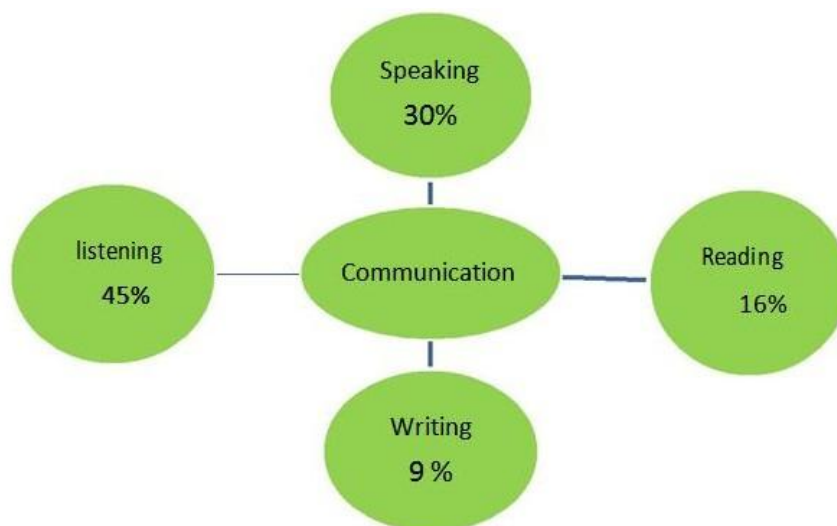 Speaking
30%
listening
45%
Communication
Reading
16%
Writing
9 %